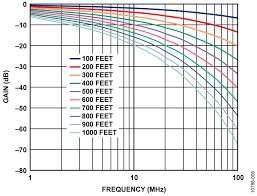 0
–10
–20
–30
–40
–50
–60
–70
–80
GAIN (dB)
100 FEET
200 FEET
300 FEET
400 FEET
500 FEET
600 FEET
700 FEET
800 FEET
900 FEET
1000 FEET
1
10
100
FREQUENCY (MHz)